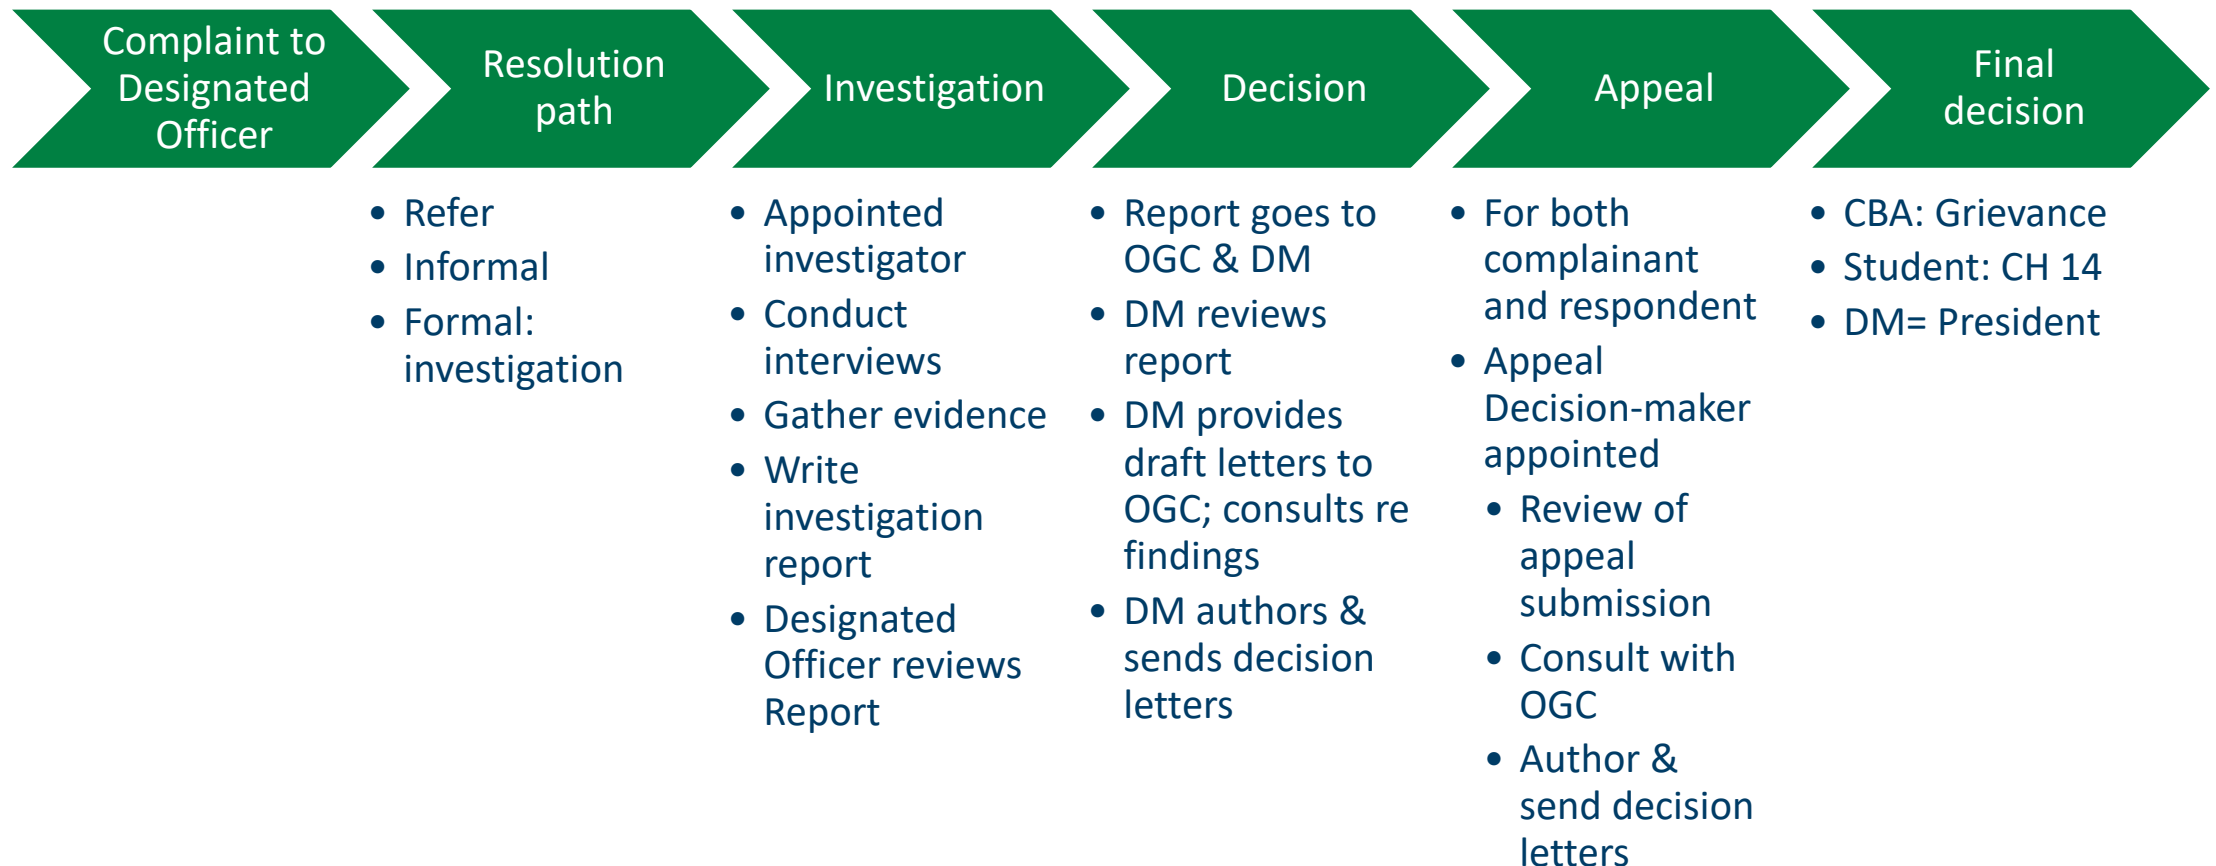 Complaint to
Designated
Officer
Resolution
path
Investigation
Decision
Appeal
Final
decision
• Refer
• Informal
• Formal:
investigation
• Appointed
investigator
• Conduct
interviews
• Gather evidence
• Write
investigation
report
• Designated
Officer reviews
Report
• Report goes to
OGC & DM
• DM reviews
report
• DM provides
draft letters to
OGC; consults re
findings
• DM authors &
sends decision
letters
• For both
complainant
and respondent
• Appeal
Decision-maker
appointed
• Review of
appeal
submission
• Consult with
OGC
• Author &
send decision
letters
• CBA: Grievance
• Student: CH 14
• DM= President